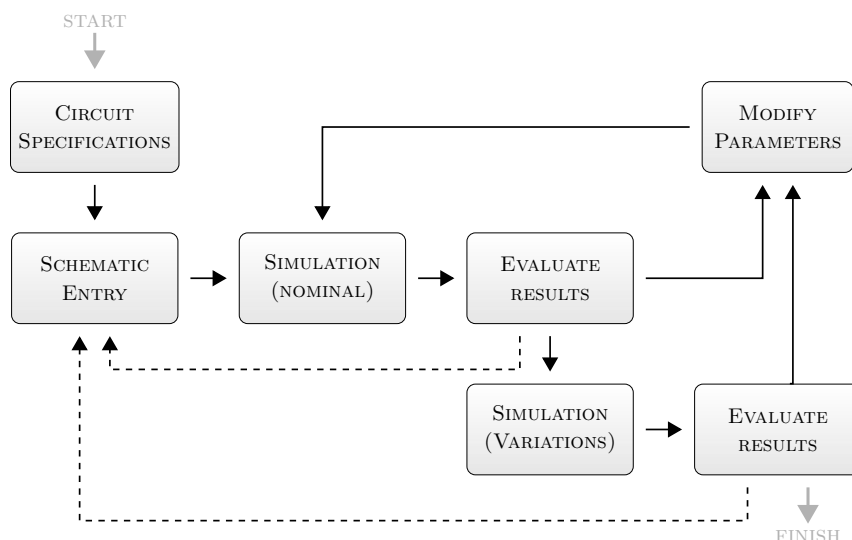 START
CIRCUIT
SPECIFICATIONS
MODIFY
PARAMETERS
SCHEMATIC
ENTRY
SIMULATION
(NOMINAL)
EVALUATE
RESULTS
SIMULATION
(VARIATIONS)
EVALUATE
RESULTS
FINISH